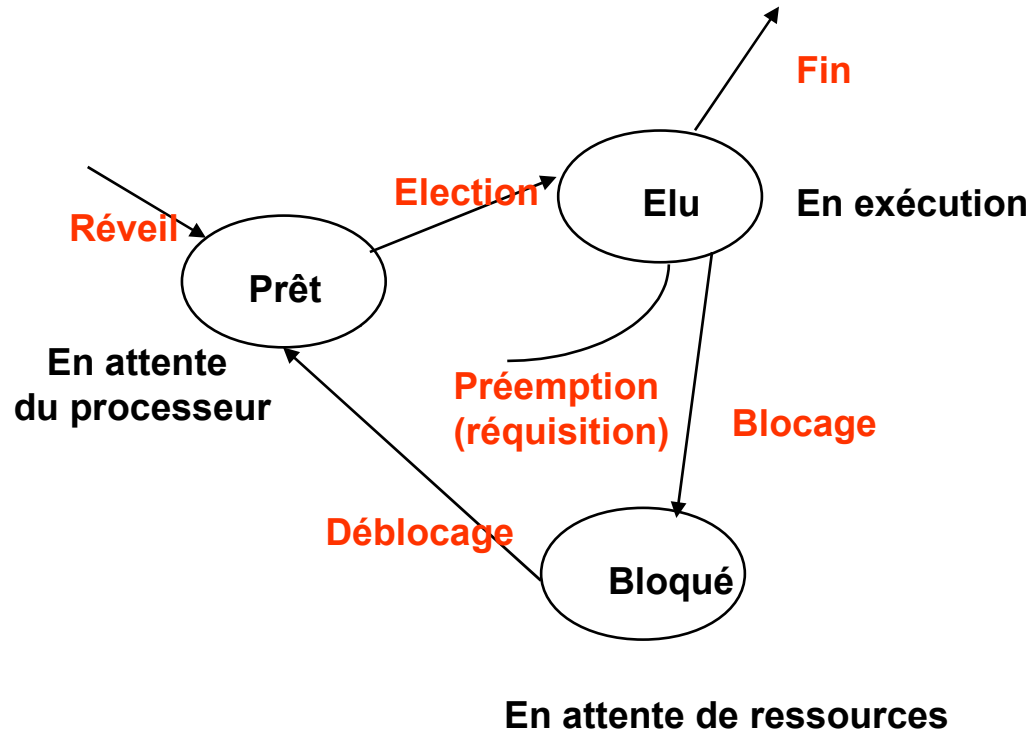 Fin
Election
Elu
En exécution
Réveil
Prêt
En attente
du processeur
Préemption
(réquisition)
Blocage
Déblocage
Bloqué
En attente de ressources